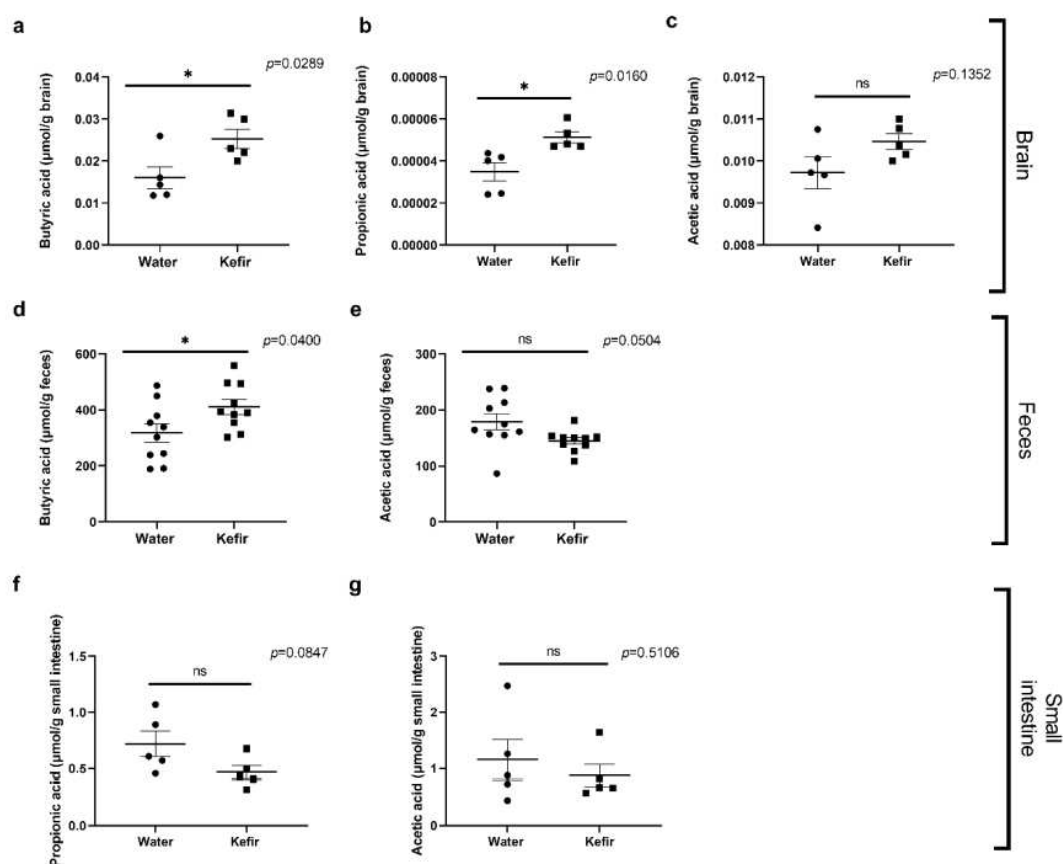 a
p=0.0289
*
Butyric acid (µmol/g brain)
0.04
0.03
0.02
0.01
0.00
Water Kefir
b
p=0.0160
*
Propionic acid (µmol/g brain)
0.00008
0.00006
0.00004
0.00002
0.00000
Water Kefir
c
p=0.1352
ns
Acetic acid (µmol/g brain)
0.012
0.011
0.010
0.009
0.008
Water Kefir
Brain
d
p=0.0400
*
Butyric acid (µmol/g feces)
600
400
200
0
Water Kefir
e
p=0.0504
ns
Acetic acid (µmol/g feces)
300
200
100
0
Water Kefir
Feces
f
p=0.0847
ns
Propionic acid (µmol/g small intestine)
1.5
1.0
0.5
0.0
Water Kefir
g
p=0.5106
ns
Acetic acid (µmol/g small intestine)
3
2
1
0
Water Kefir
Small
intestine